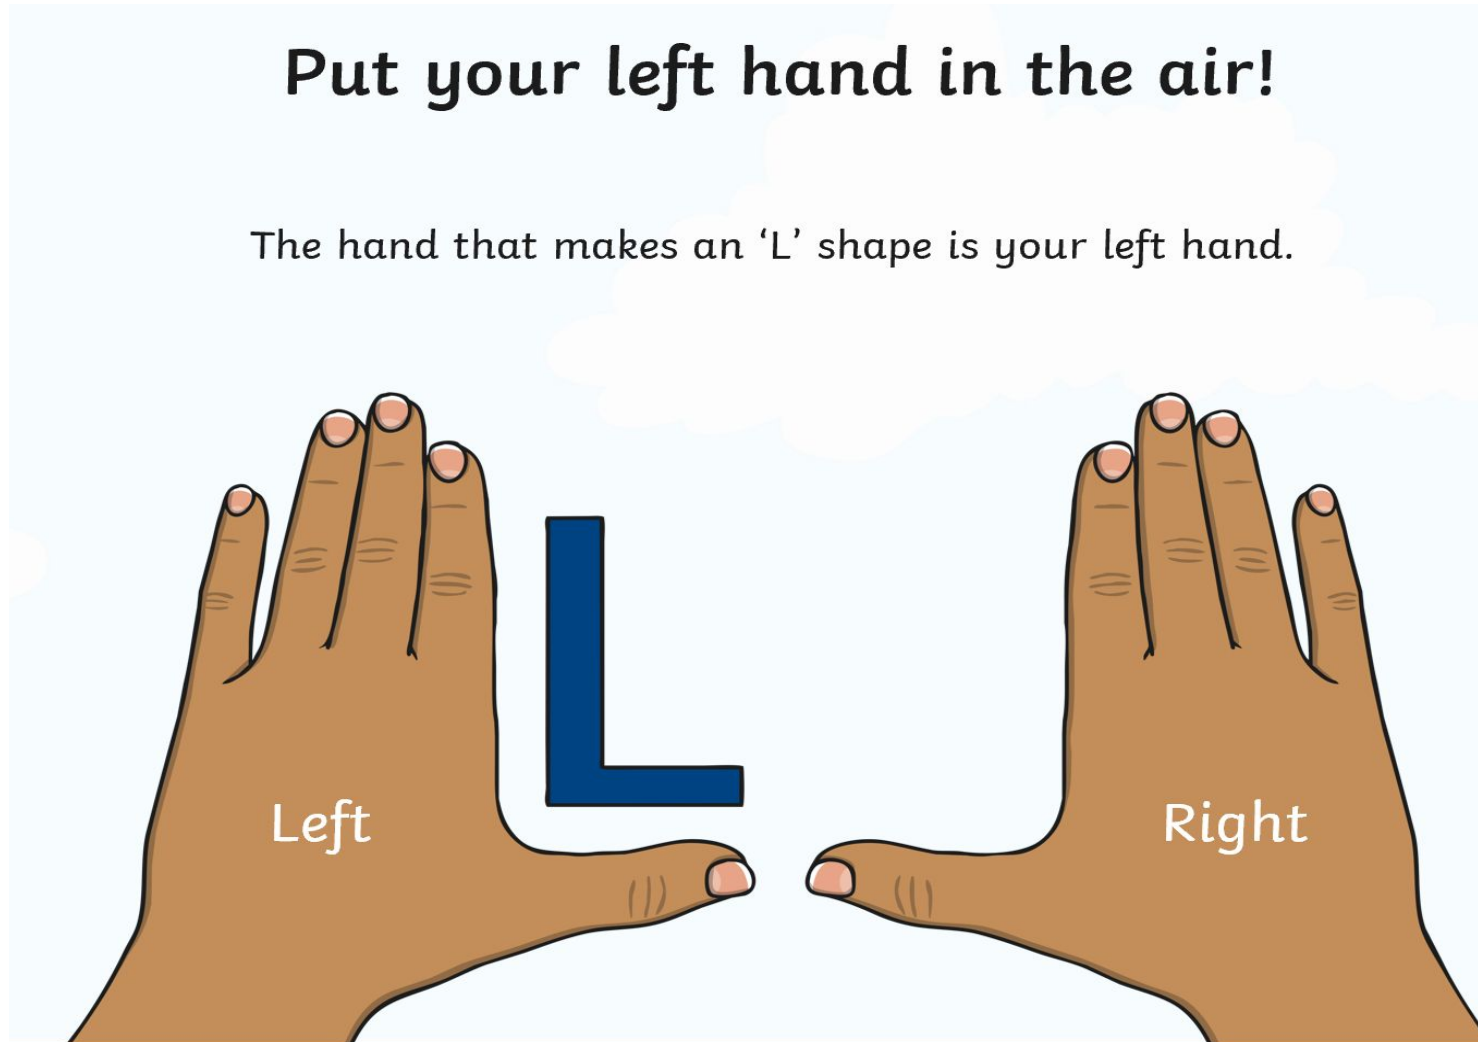 Put your left hand in the air!
The hand that makes an ‘L’ shape is your left hand.
L
Left
Right